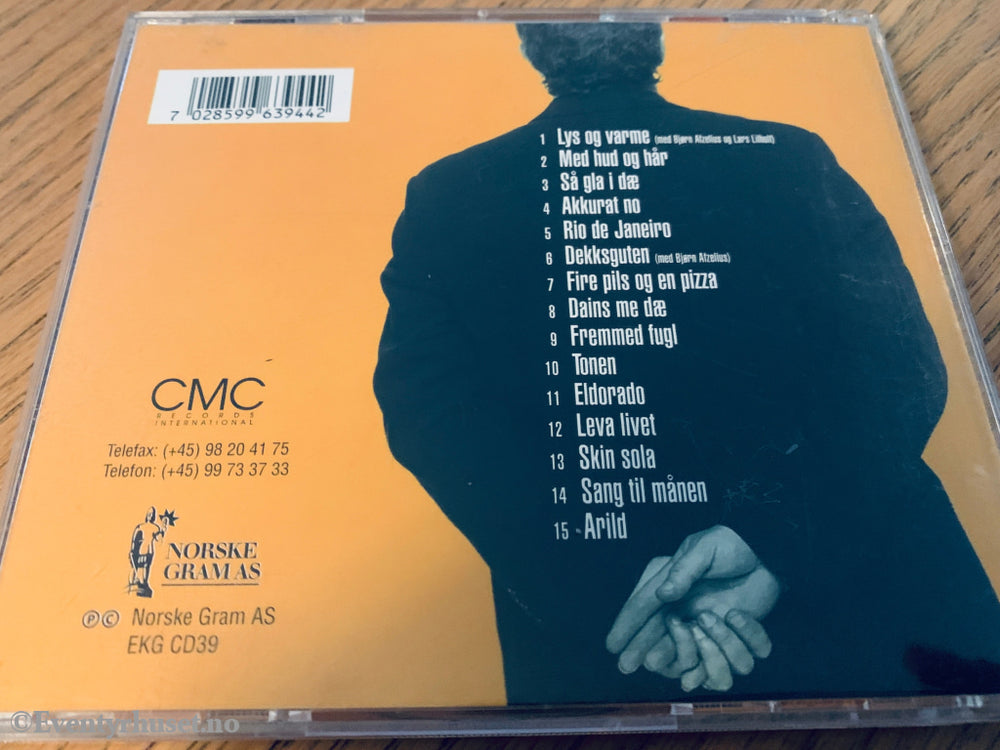 7 028599 639442
1 Lys og varme (med Bjørn Afzelius og Lars Lillholt)
2 Med hud og hår
3 Så gla i dæ
4 Akkurat no
5 Rio de Janeiro
6 Dekksguten (med Bjørn Afzelius)
7 Fire pils og en pizza
8 Dains me dæ
9 Fremmed fugl
10 Tonen
11 Eldorado
12 Leva livet
13 Skin sola
14 Sang til månen
15 Arild
CMC
RECORDS
INTERNATIONAL
Telefax: (+45) 98 20 41 75
Telefon: (+45) 99 73 37 33
NORSKE
GRAM AS
℗© Norske Gram AS
EKG CD39
©Eventyrhuset.no